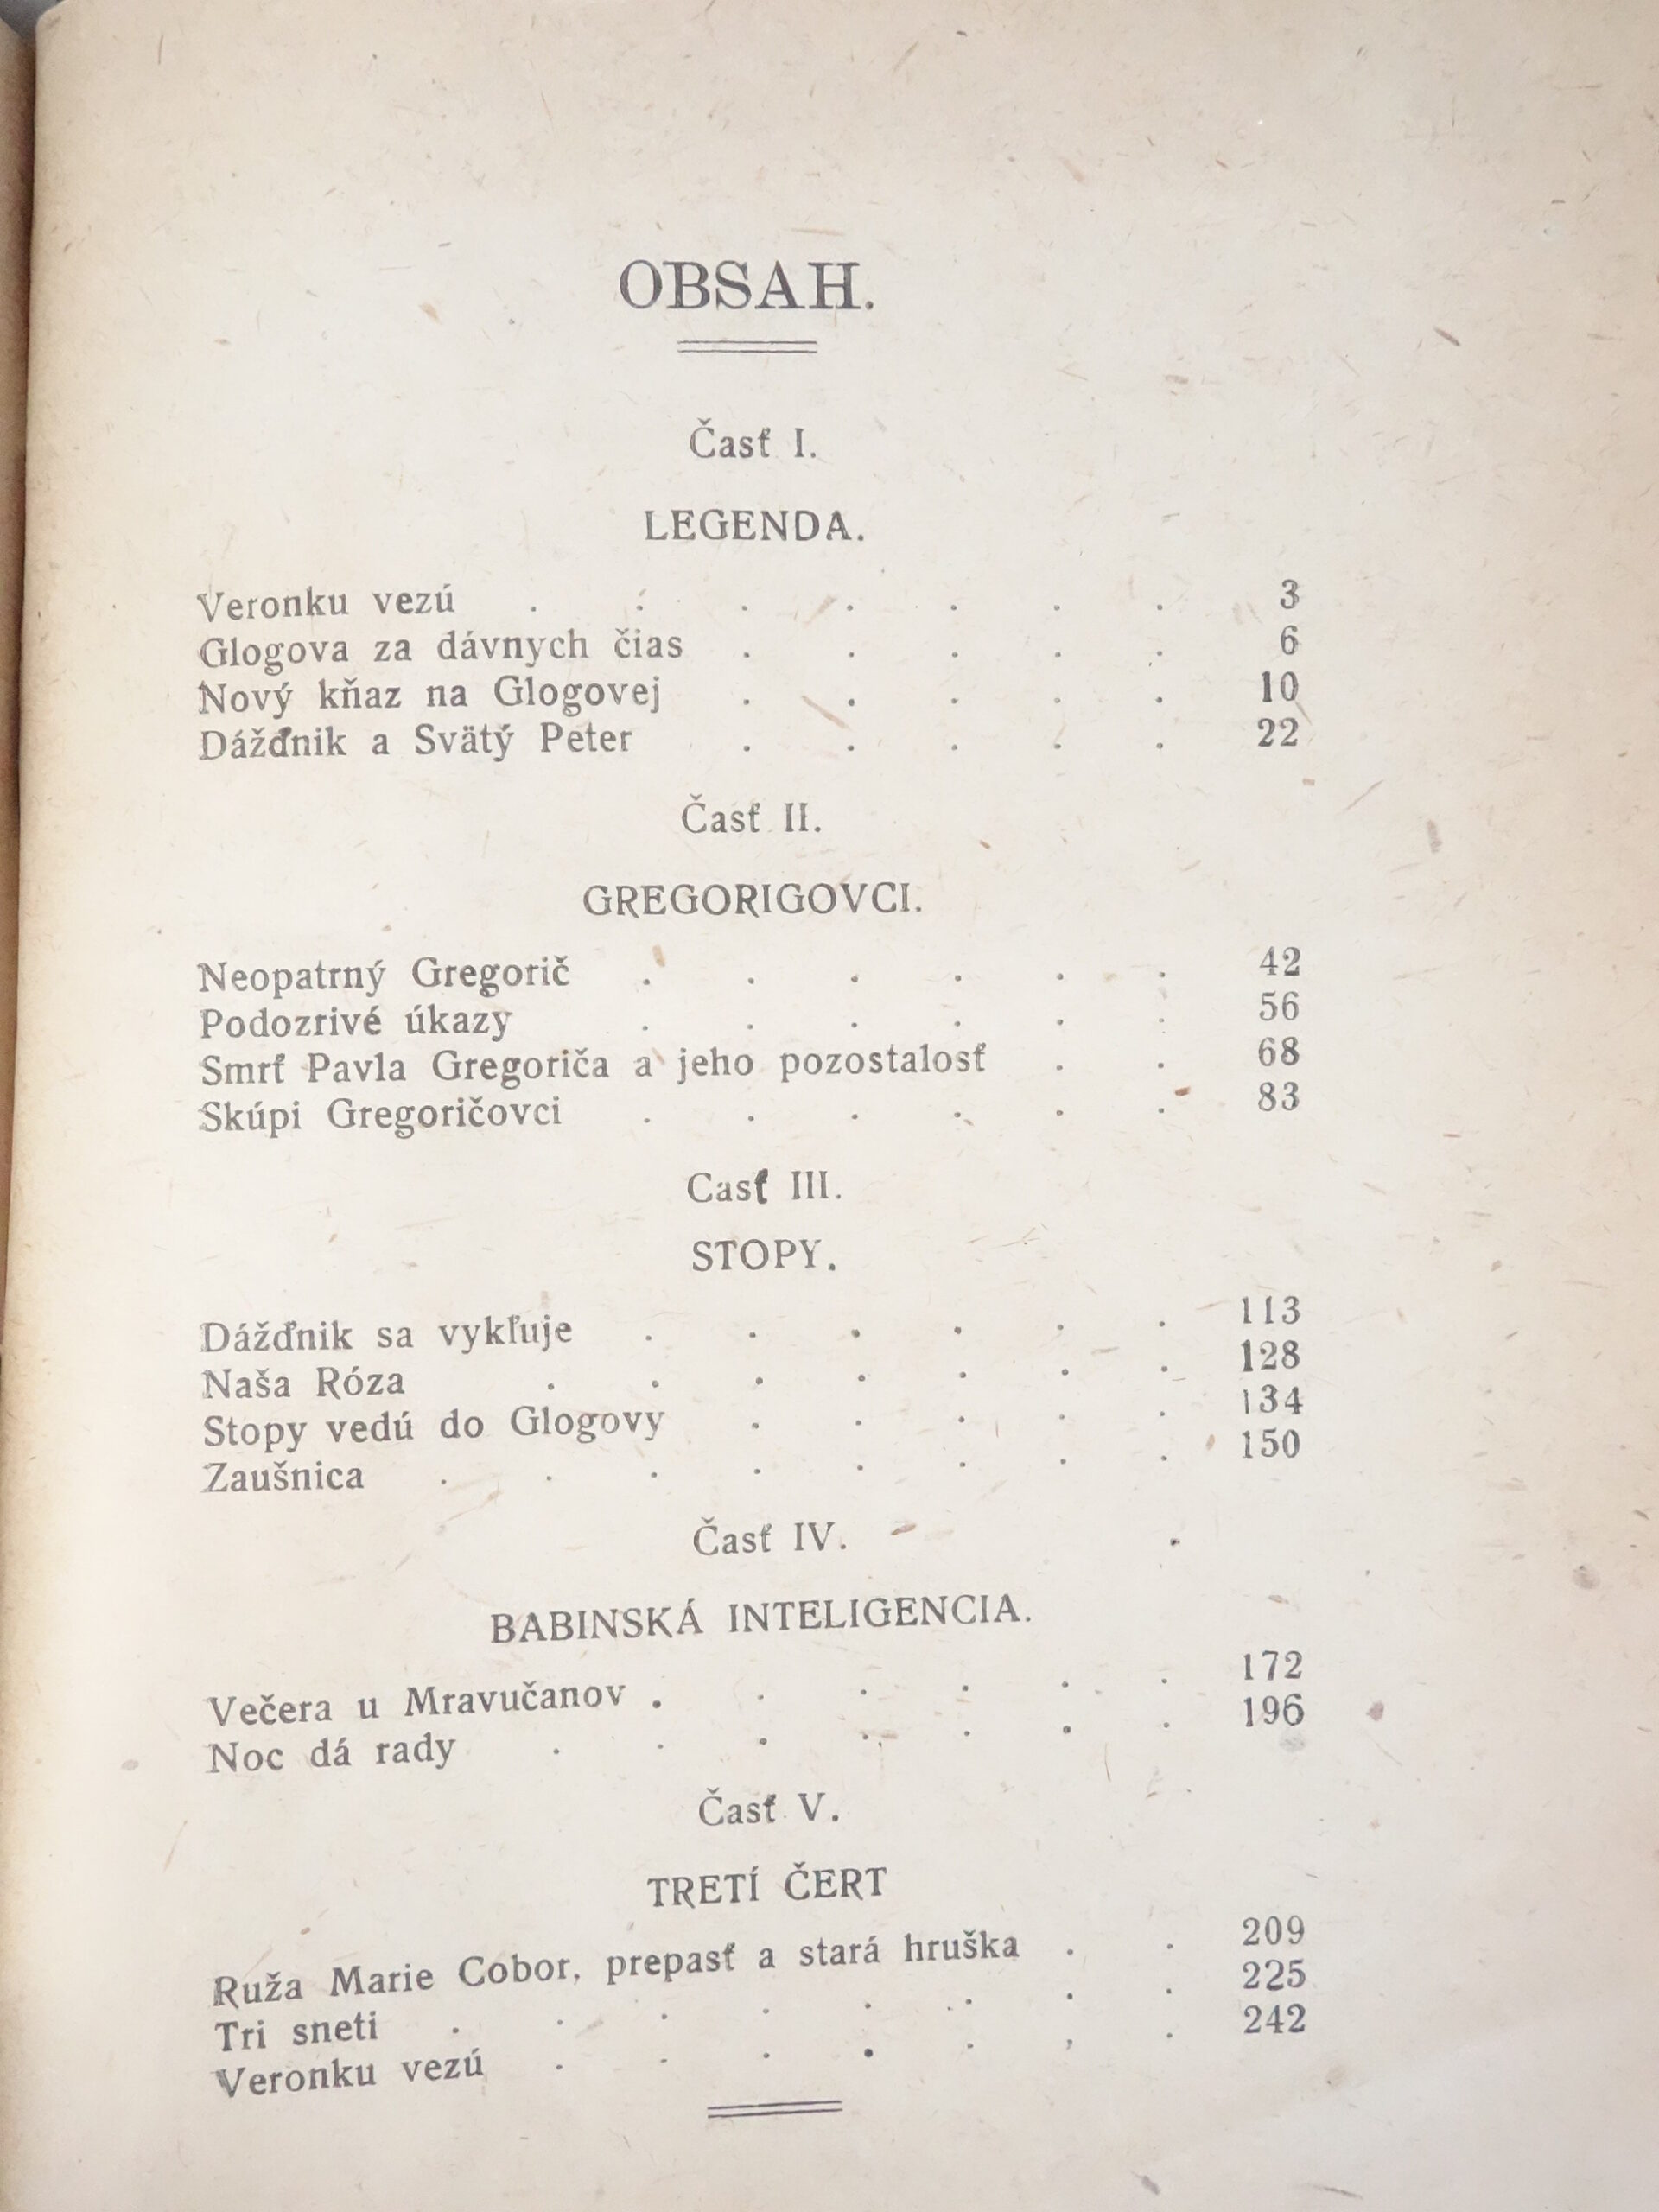 OBSAH.
Časť I.
LEGENDA.
Veronku vezú . . . . . . . 3
Glogova za dávnych čias . . . . . 6
Nový kňaz na Glogovej . . . . . 10
Dážďnik a Svätý Peter . . . . . 22
Časť II.
GREGORIGOVCI.
Neopatrný Gregorič . . . . . . 42
Podozrivé úkazy . . . . . . 56
Smrť Pavla Gregoriča a jeho pozostalosť . . 68
Skúpi Gregoričovci . . . . . . 83
Casť III.
STOPY.
Dážďnik sa vykľuje . . . . . . 113
Naša Róza . . . . . . . 128
Stopy vedú do Glogovy . . . . . 134
Zaušnica . . . . . . . . 150
Časť IV.
BABINSKÁ INTELIGENCIA.
Večera u Mravučanov . . . . . . 172
Noc dá rady . . . . . . . 196
Časť V.
TRETÍ ČERT
Ruža Marie Cobor, prepasť a stará hruška . . 209
Tri sneti . . . . . . . . 225
Veronku vezú . . . . . . . 242